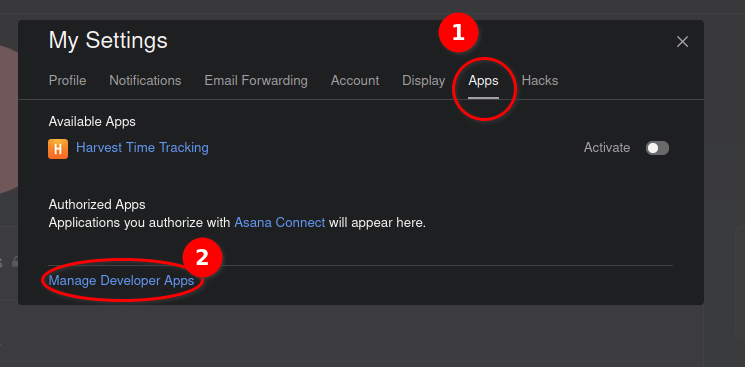 My Settings
1
Profile Notifications Email Forwarding Account Display Apps Hacks
Available Apps
H Harvest Time Tracking Activate
Authorized Apps
Applications you authorize with Asana Connect will appear here.
2
Manage Developer Apps